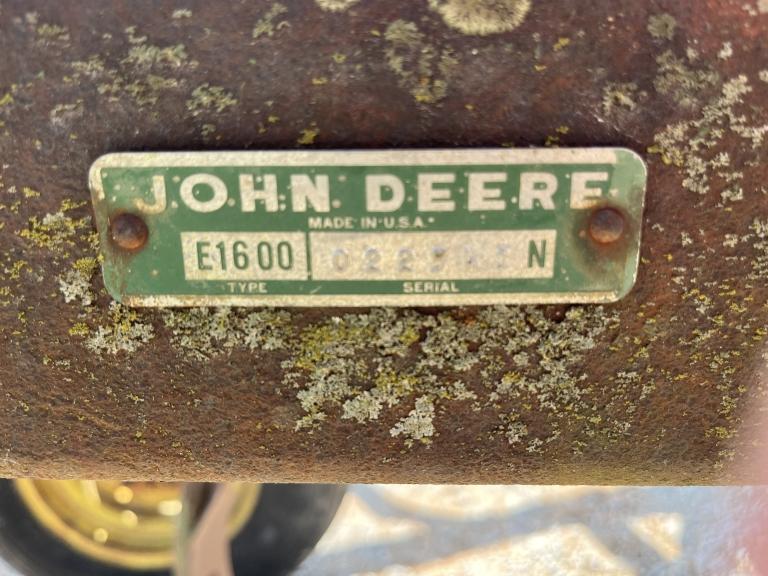 JOHN DEERE
MADE IN U.S.A.
E1600 N
TYPE SERIAL